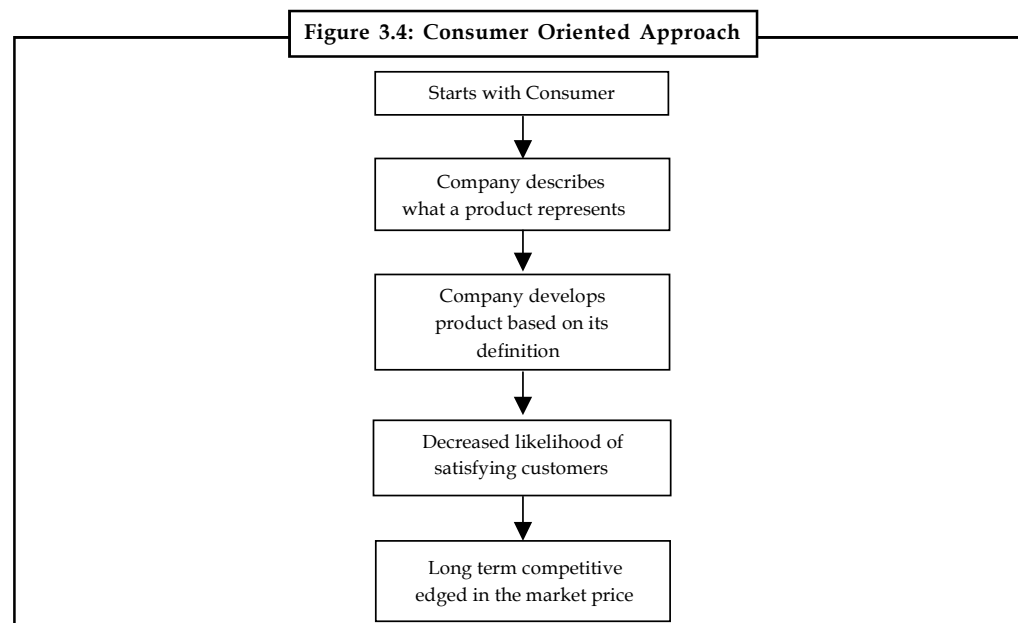 Figure 3.4: Consumer Oriented Approach
Starts with Consumer
Company describes
what a product represents
Company develops
product based on its
definition
Decreased likelihood of
satisfying customers
Long term competitive
edged in the market price